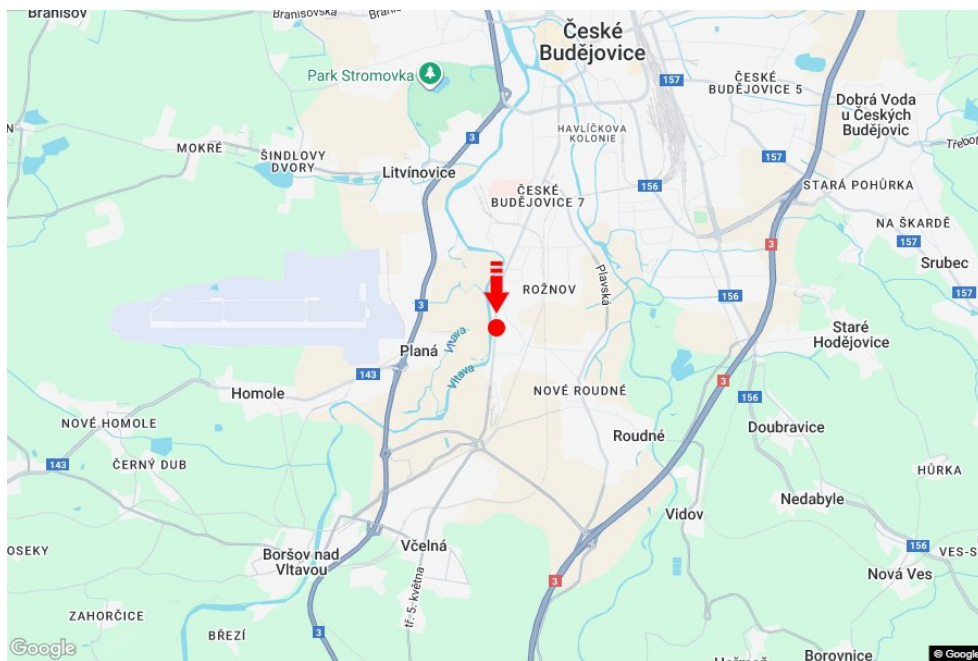 Branišov
Branišovská
České
Budějovice
Park Stromovka
157
ČESKÉ
BUDĚJOVICE 5
Dobrá Voda
u Českých
Budějovic
3
HAVLÍČKOVA
KOLONIE
MOKRÉ
ŠINDLOVY
DVORY
Litvínovice
157
Třebor
156
STARÁ POHŮRKA
ČESKÉ
BUDĚJOVICE 7
NA ŠKARDĚ
157
3
Srubec
Plavská
ROŽNOV
156
157
3
Staré
Hodějovice
Vltava
Planá
143
Vltava
3
Homole
NOVÉ ROUDNÉ
156
NOVÉ HOMOLE
Roudné
Doubravice
143
ČERNÝ DUB
HŮRKA
Nedabyle
Vidov
OSEKY
Boršov nad
Vltavou
Včelná
156
VES-S
Nová Ves
3
tř. 5. května
ZAHORČICE
3
BŘEZÍ
Borovnice
Google
© Google